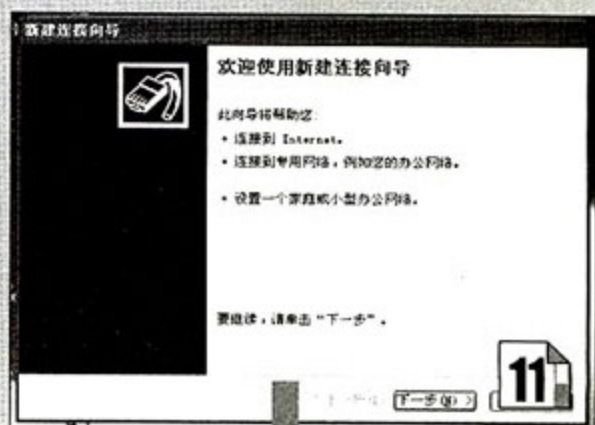 新建连接向导
欢迎使用新建连接向导
此向导将帮助您:
• 连接到 Internet。
• 连接到专用网络，例如您的办公网络。
• 设置一个家庭或小型办公网络。
要继续，请单击“下一步”。
下一步(N) >
11